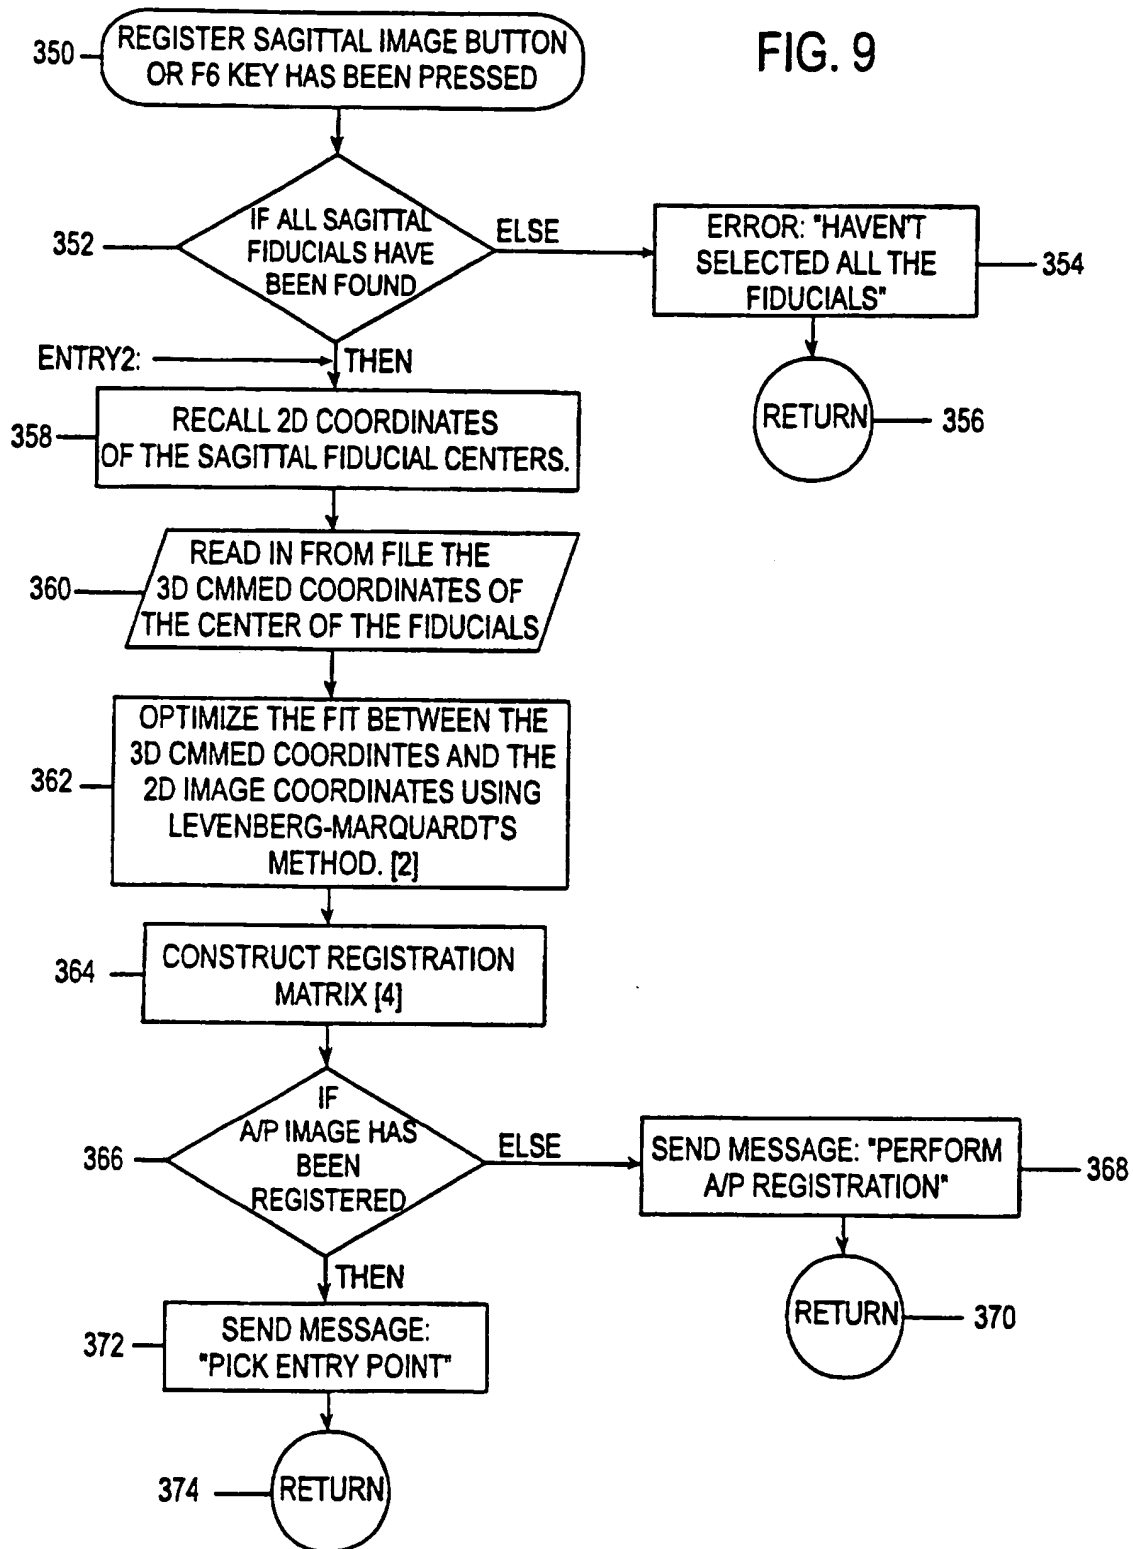 FIG. 9
350
REGISTER SAGITTAL IMAGE BUTTON
OR F6 KEY HAS BEEN PRESSED
352
IF ALL SAGITTAL
FIDUCIALS HAVE
BEEN FOUND
ELSE
ERROR: "HAVEN'T
SELECTED ALL THE
FIDUCIALS"
354
RETURN
356
ENTRY2:
THEN
358
RECALL 2D COORDINATES
OF THE SAGITTAL FIDUCIAL CENTERS.
360
READ IN FROM FILE THE
3D CMMED COORDINATES OF
THE CENTER OF THE FIDUCIALS
362
OPTIMIZE THE FIT BETWEEN THE
3D CMMED COORDINTES AND THE
2D IMAGE COORDINATES USING
LEVENBERG-MARQUARDT'S
METHOD. [2]
364
CONSTRUCT REGISTRATION
MATRIX [4]
366
IF
A/P IMAGE HAS
BEEN
REGISTERED
ELSE
SEND MESSAGE: "PERFORM
A/P REGISTRATION"
368
RETURN
370
THEN
372
SEND MESSAGE:
"PICK ENTRY POINT"
374
RETURN